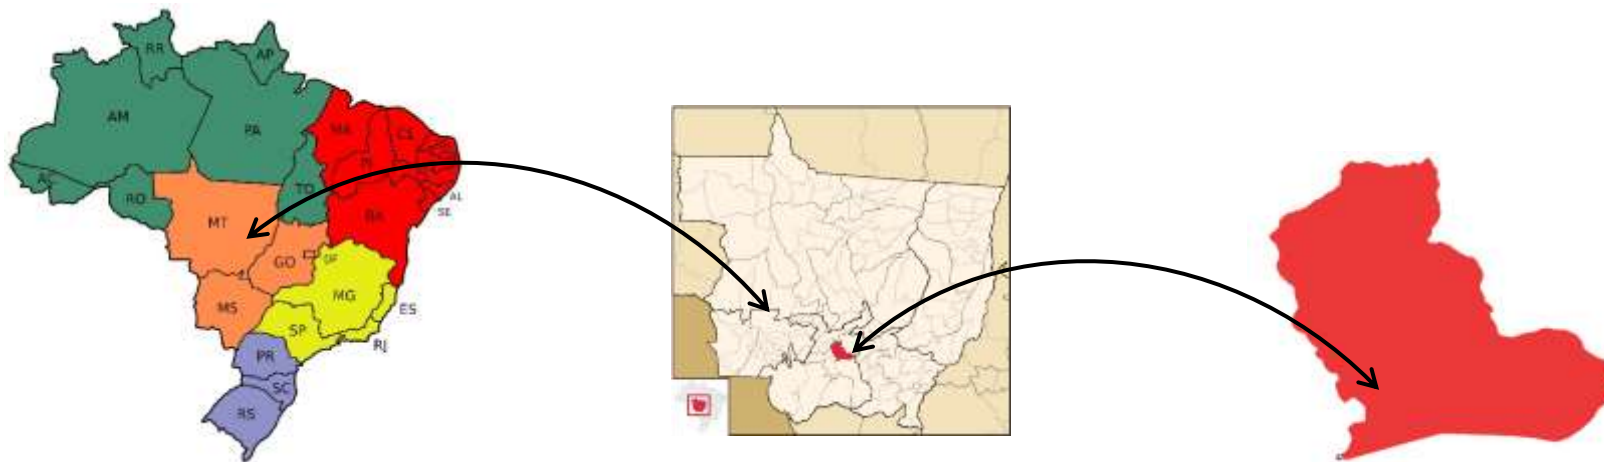 RR
AP
AM
PA
MA
CE
PI
AC
RO
TO
AL
SE
MT
BA
GO
DF
MS
MG
ES
SP
RJ
PR
SC
RS